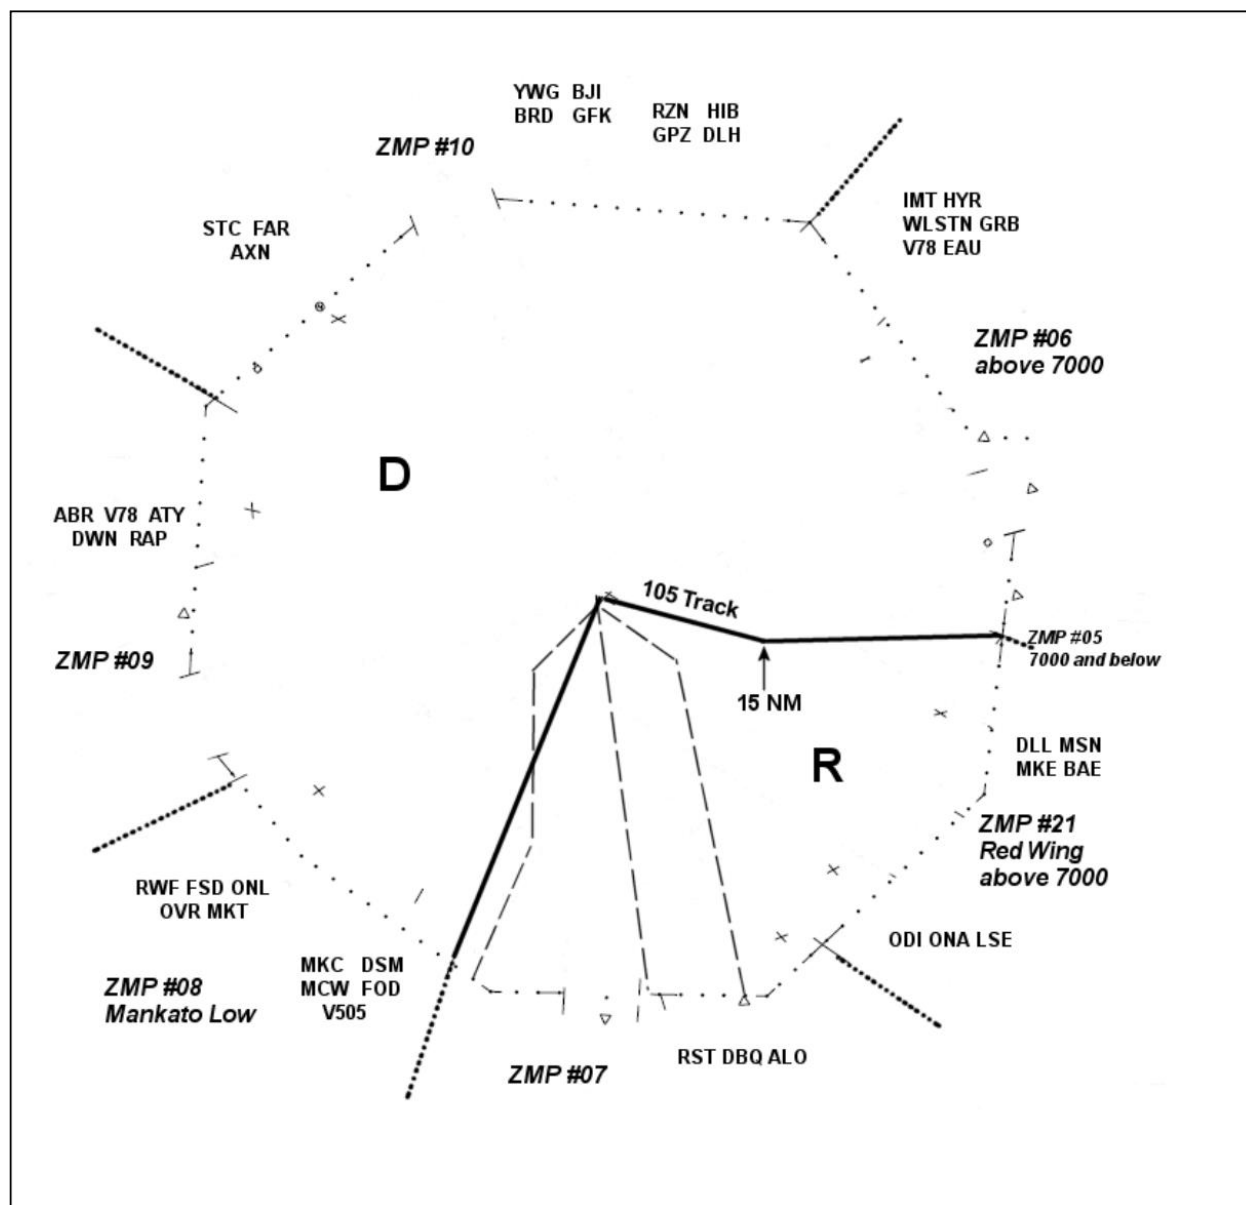 YWG BJI
BRD GFK
RZN HIB
GPZ DLH
ZMP #10
STC FAR
AXN
IMT HYR
WLSTN GRB
V78 EAU
ZMP #06
above 7000
D
ABR V78 ATY
DWN RAP
105 Track
ZMP #05
7000 and below
ZMP #09
15 NM
DLL MSN
MKE BAE
R
ZMP #21
Red Wing
above 7000
RWF FSD ONL
OVR MKT
ODI ONA LSE
MKC DSM
MCW FOD
V505
ZMP #08
Mankato Low
RST DBQ ALO
ZMP #07